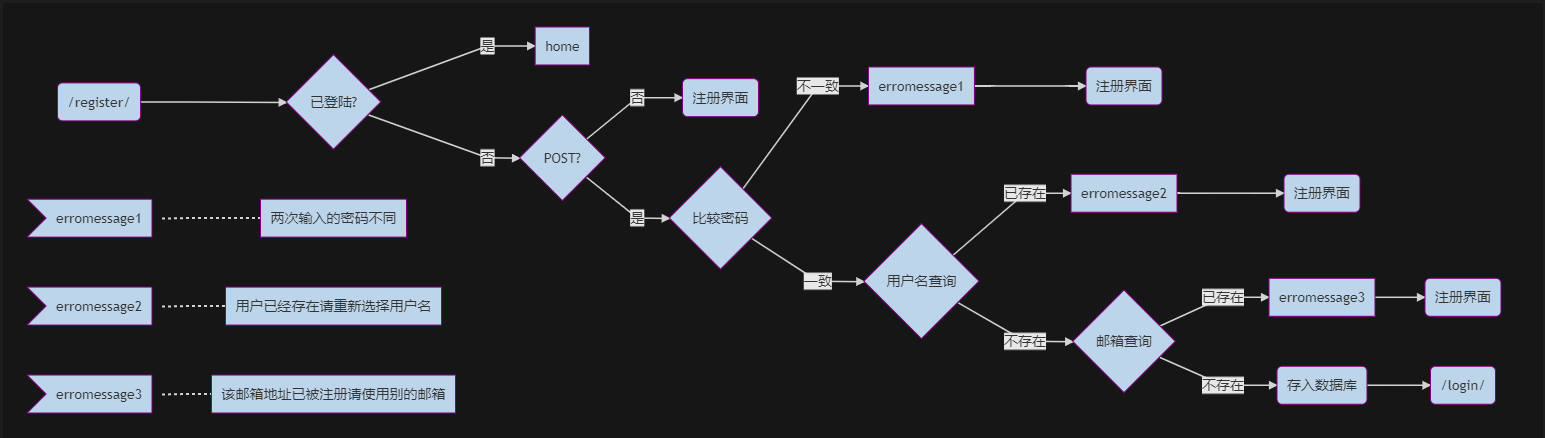 /register/
已登陆?
是
home
否
POST?
否
注册界面
是
比较密码
不一致
erromessage1
注册界面
一致
用户名查询
已存在
erromessage2
注册界面
不存在
邮箱查询
已存在
erromessage3
注册界面
不存在
存入数据库
/login/
erromessage1
两次输入的密码不同
erromessage2
用户已经存在请重新选择用户名
erromessage3
该邮箱地址已被注册请使用别的邮箱